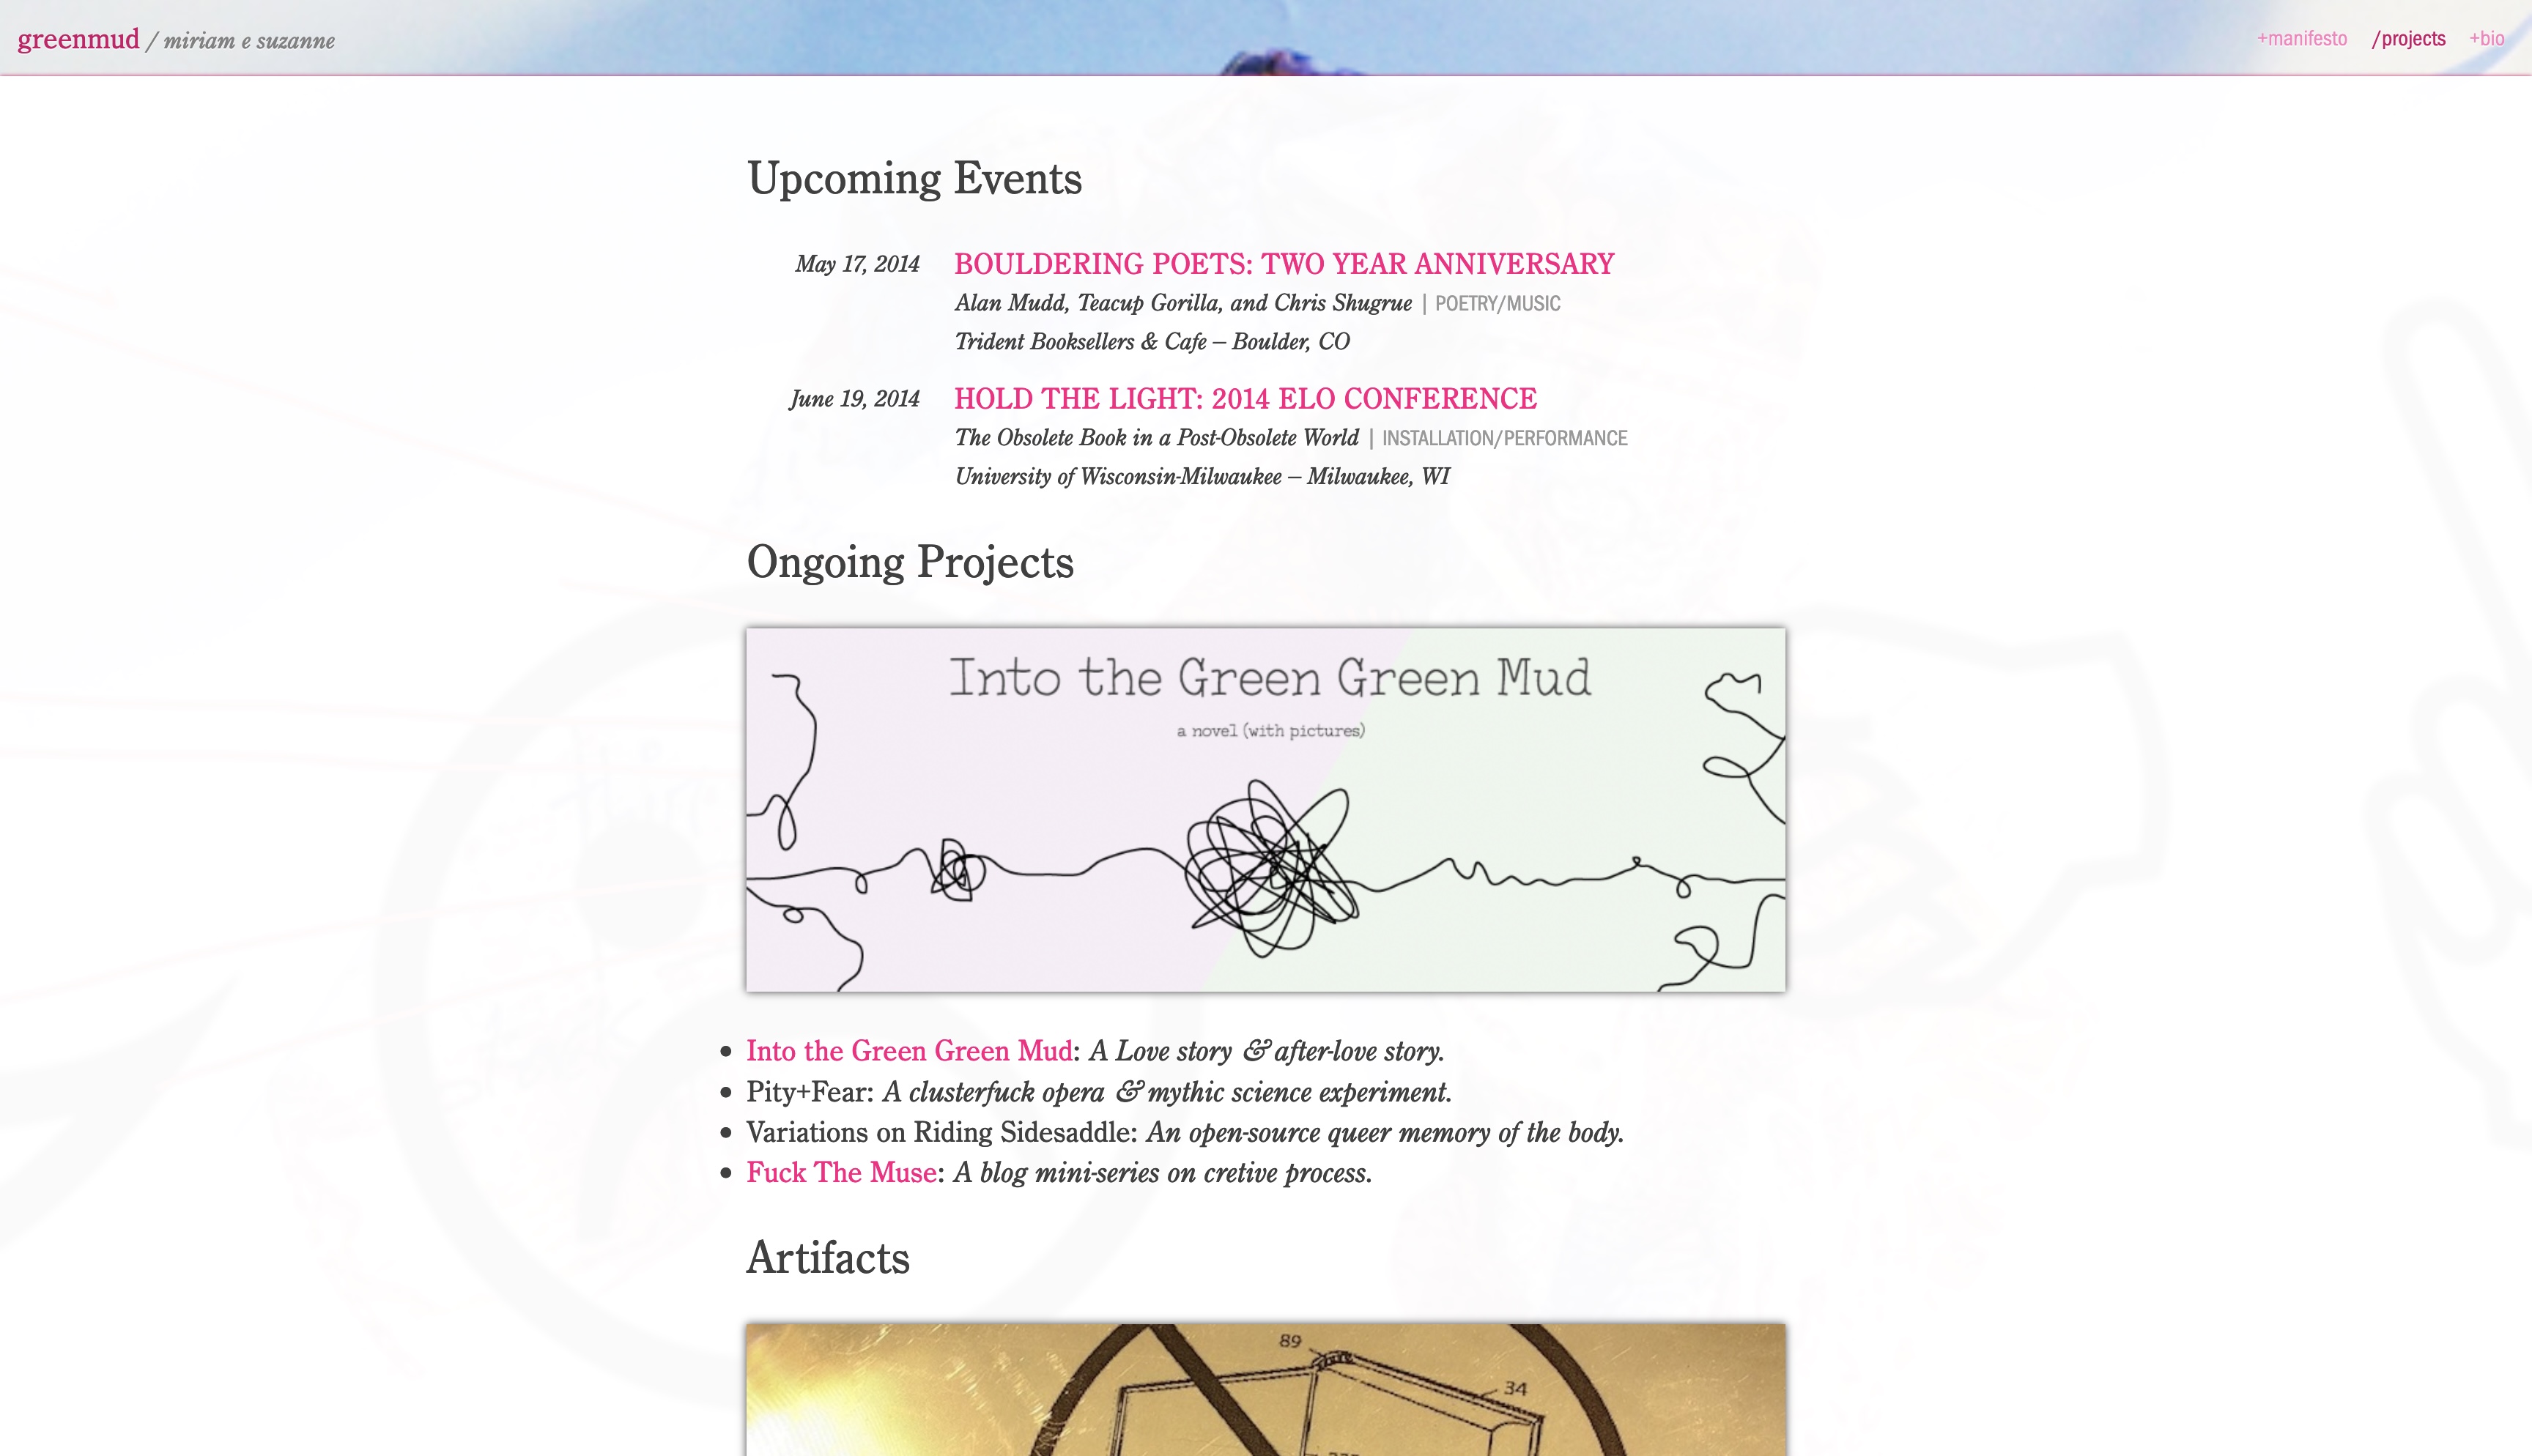 greenmud / miriam e suzanne
+manifesto /projects +bio
Upcoming Events
May 17, 2014 BOULDERING POETS: TWO YEAR ANNIVERSARY
Alan Mudd, Teacup Gorilla, and Chris Shugrue | POETRY/MUSIC
Trident Booksellers & Cafe – Boulder, CO
June 19, 2014 HOLD THE LIGHT: 2014 ELO CONFERENCE
The Obsolete Book in a Post-Obsolete World | INSTALLATION/PERFORMANCE
University of Wisconsin-Milwaukee – Milwaukee, WI
Ongoing Projects
Into the Green Green Mud
a novel (with pictures)
• Into the Green Green Mud: A Love story & after-love story.
• Pity+Fear: A clusterfuck opera & mythic science experiment.
• Variations on Riding Sidesaddle: An open-source queer memory of the body.
• Fuck The Muse: A blog mini-series on cretive process.
Artifacts
89
34